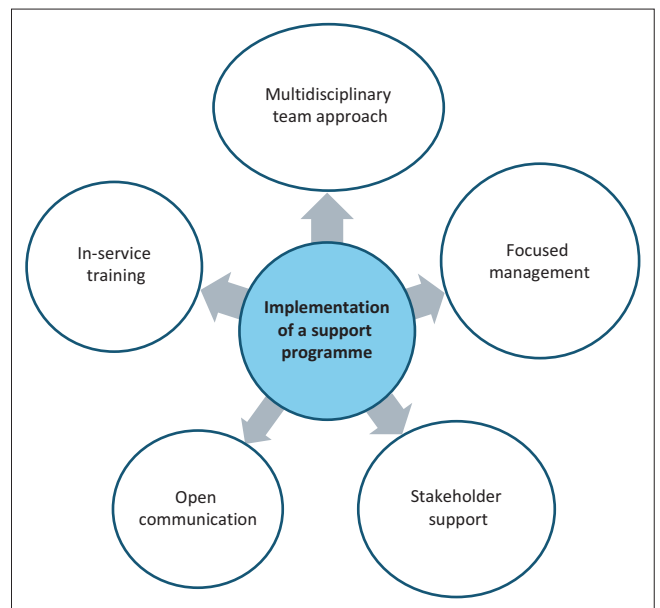 Multidisciplinary
team approach
In-service
training
Focused
management
Implementation
of a support
programme
Open
communication
Stakeholder
support